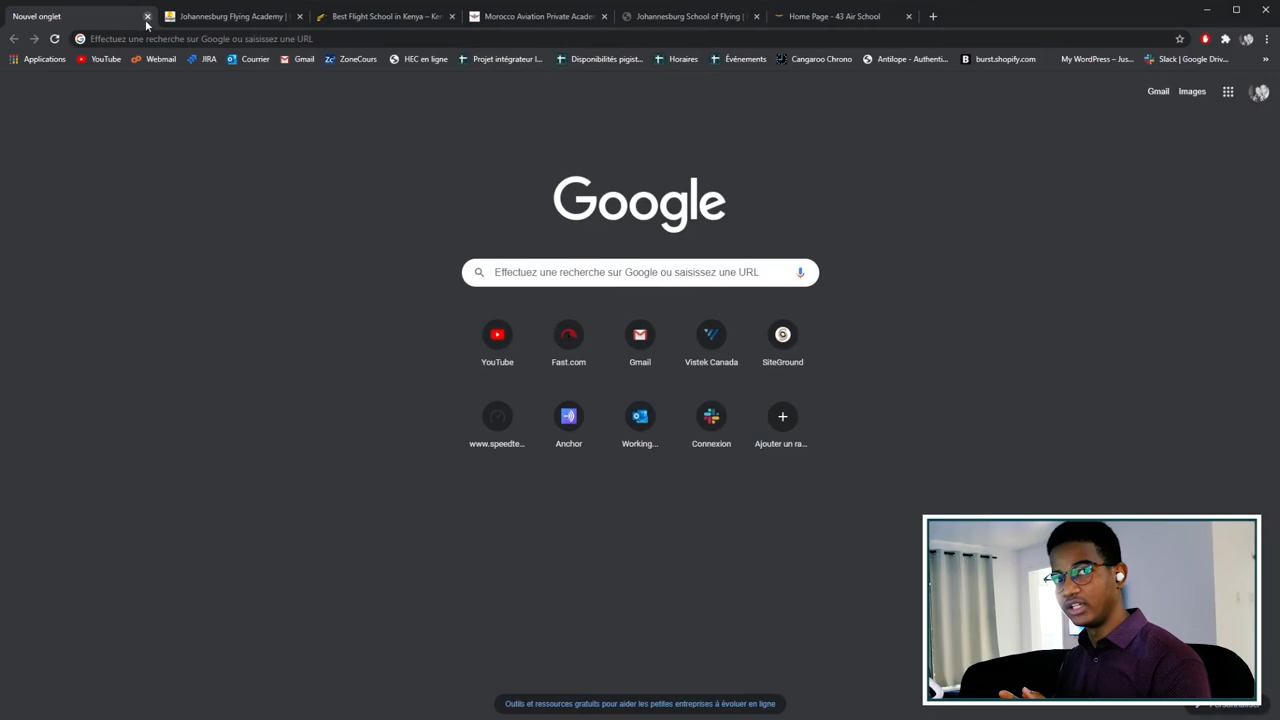 Nouvel onglet
Johannesburg Flying Academy |
Best Flight School in Kenya – Ken
Morocco Aviation Private Acade
Johannesburg School of Flying |
Home Page - 43 Air School
Effectuez une recherche sur Google ou saisissez une URL
Applications
YouTube
Webmail
JIRA
Courrier
Gmail
ZoneCours
HEC en ligne
Projet intégrateur I...
Disponibilités pigist...
Horaires
Événements
Cangaroo Chrono
Antilope - Authenti...
burst.shopify.com
My WordPress – Jus...
Slack | Google Driv...
Gmail Images
Google
Effectuez une recherche sur Google ou saisissez une URL
YouTube
Fast.com
Gmail
Vistek Canada
SiteGround
www.speedte...
Anchor
Working...
Connexion
Ajouter un ra...
Outils et ressources gratuits pour aider les petites entreprises à évoluer en ligne